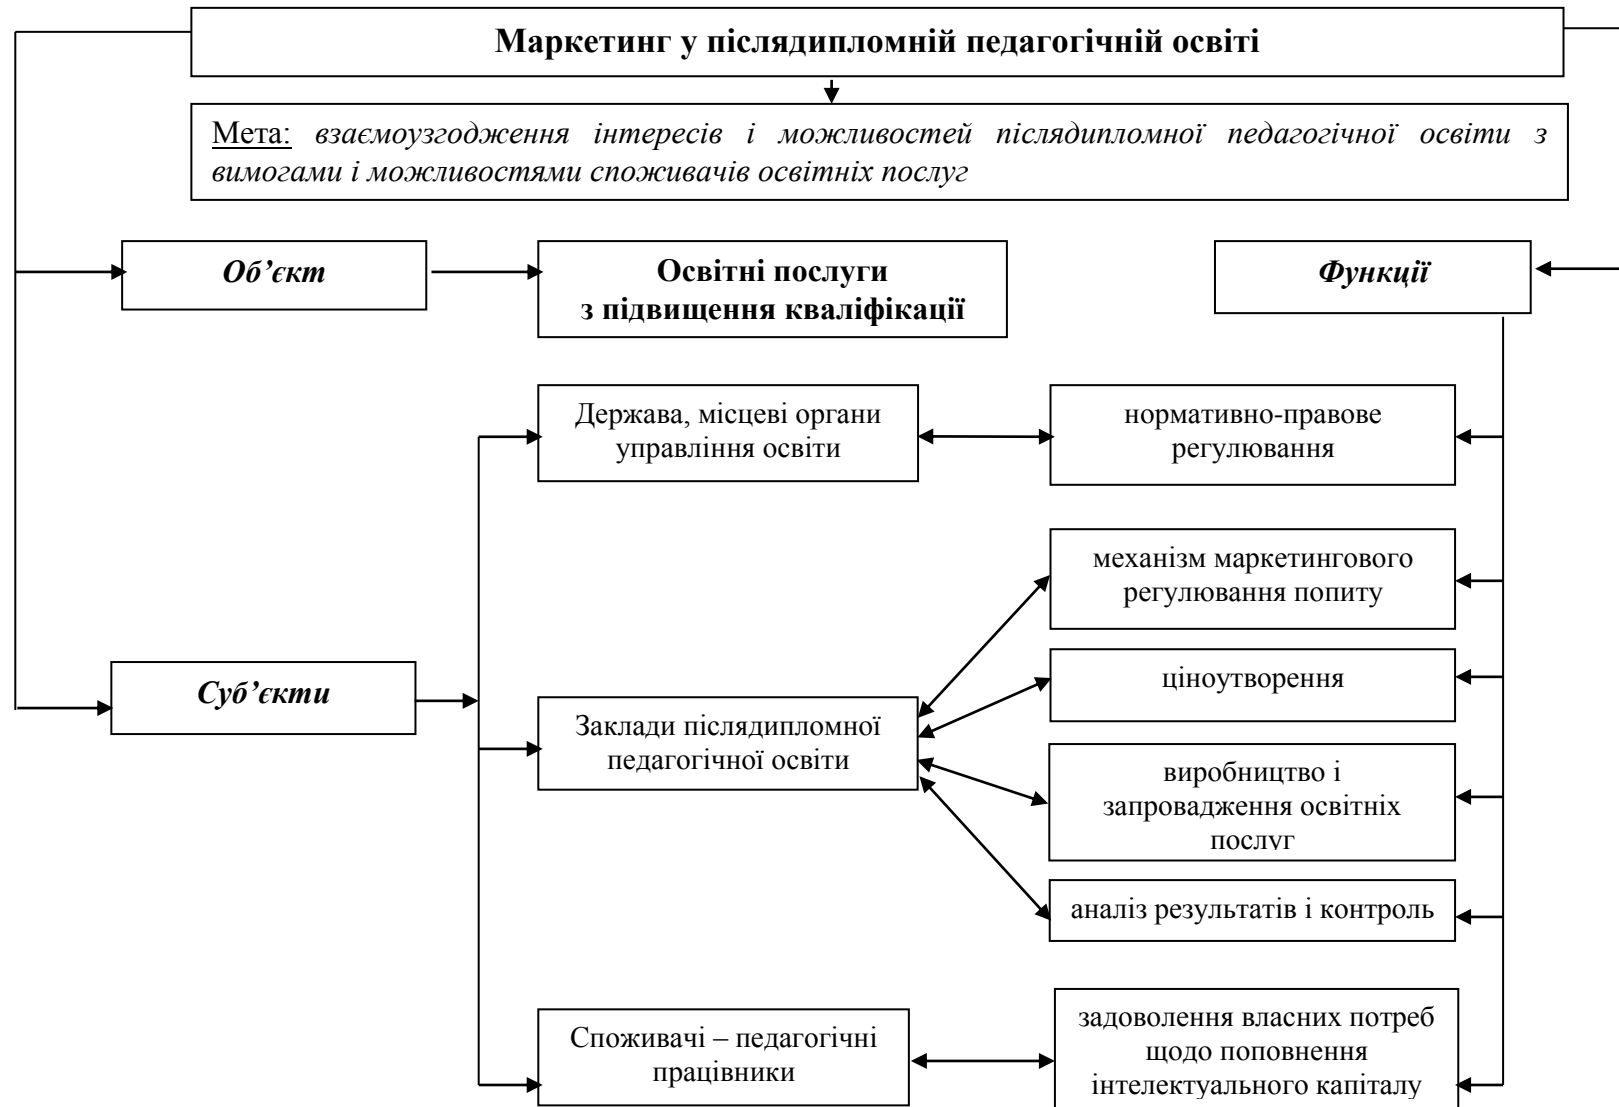 Маркетинг у післядипломній педагогічній освіті
Мета: взаємоузгодження інтересів і можливостей післядипломної педагогічної освіти з
вимогами і можливостями споживачів освітніх послуг
Об’єкт
Освітні послуги
з підвищення кваліфікації
Функції
Держава, місцеві органи
управління освіти
нормативно-правове
регулювання
механізм маркетингового
регулювання попиту
Суб’єкти
ціноутворення
Заклади післядипломної
педагогічної освіти
виробництво і
запровадження освітніх
послуг
аналіз результатів і контроль
Споживачі – педагогічні
працівники
задоволення власних потреб
щодо поповнення
інтелектуального капіталу